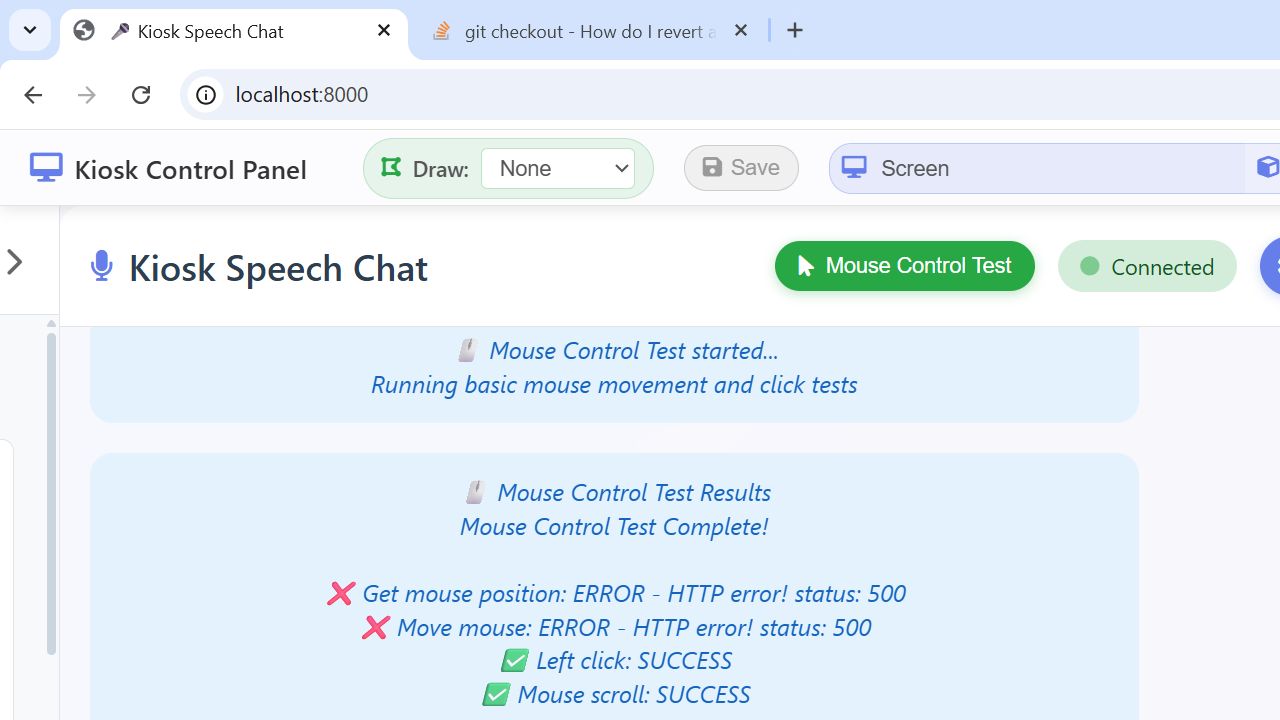 Kiosk Speech Chat
git checkout - How do I revert a
localhost:8000
Kiosk Control Panel
Draw:
None
Save
Screen
Kiosk Speech Chat
Mouse Control Test
Connected
Mouse Control Test started...
Running basic mouse movement and click tests
Mouse Control Test Results
Mouse Control Test Complete!
Get mouse position: ERROR - HTTP error! status: 500
Move mouse: ERROR - HTTP error! status: 500
Left click: SUCCESS
Mouse scroll: SUCCESS